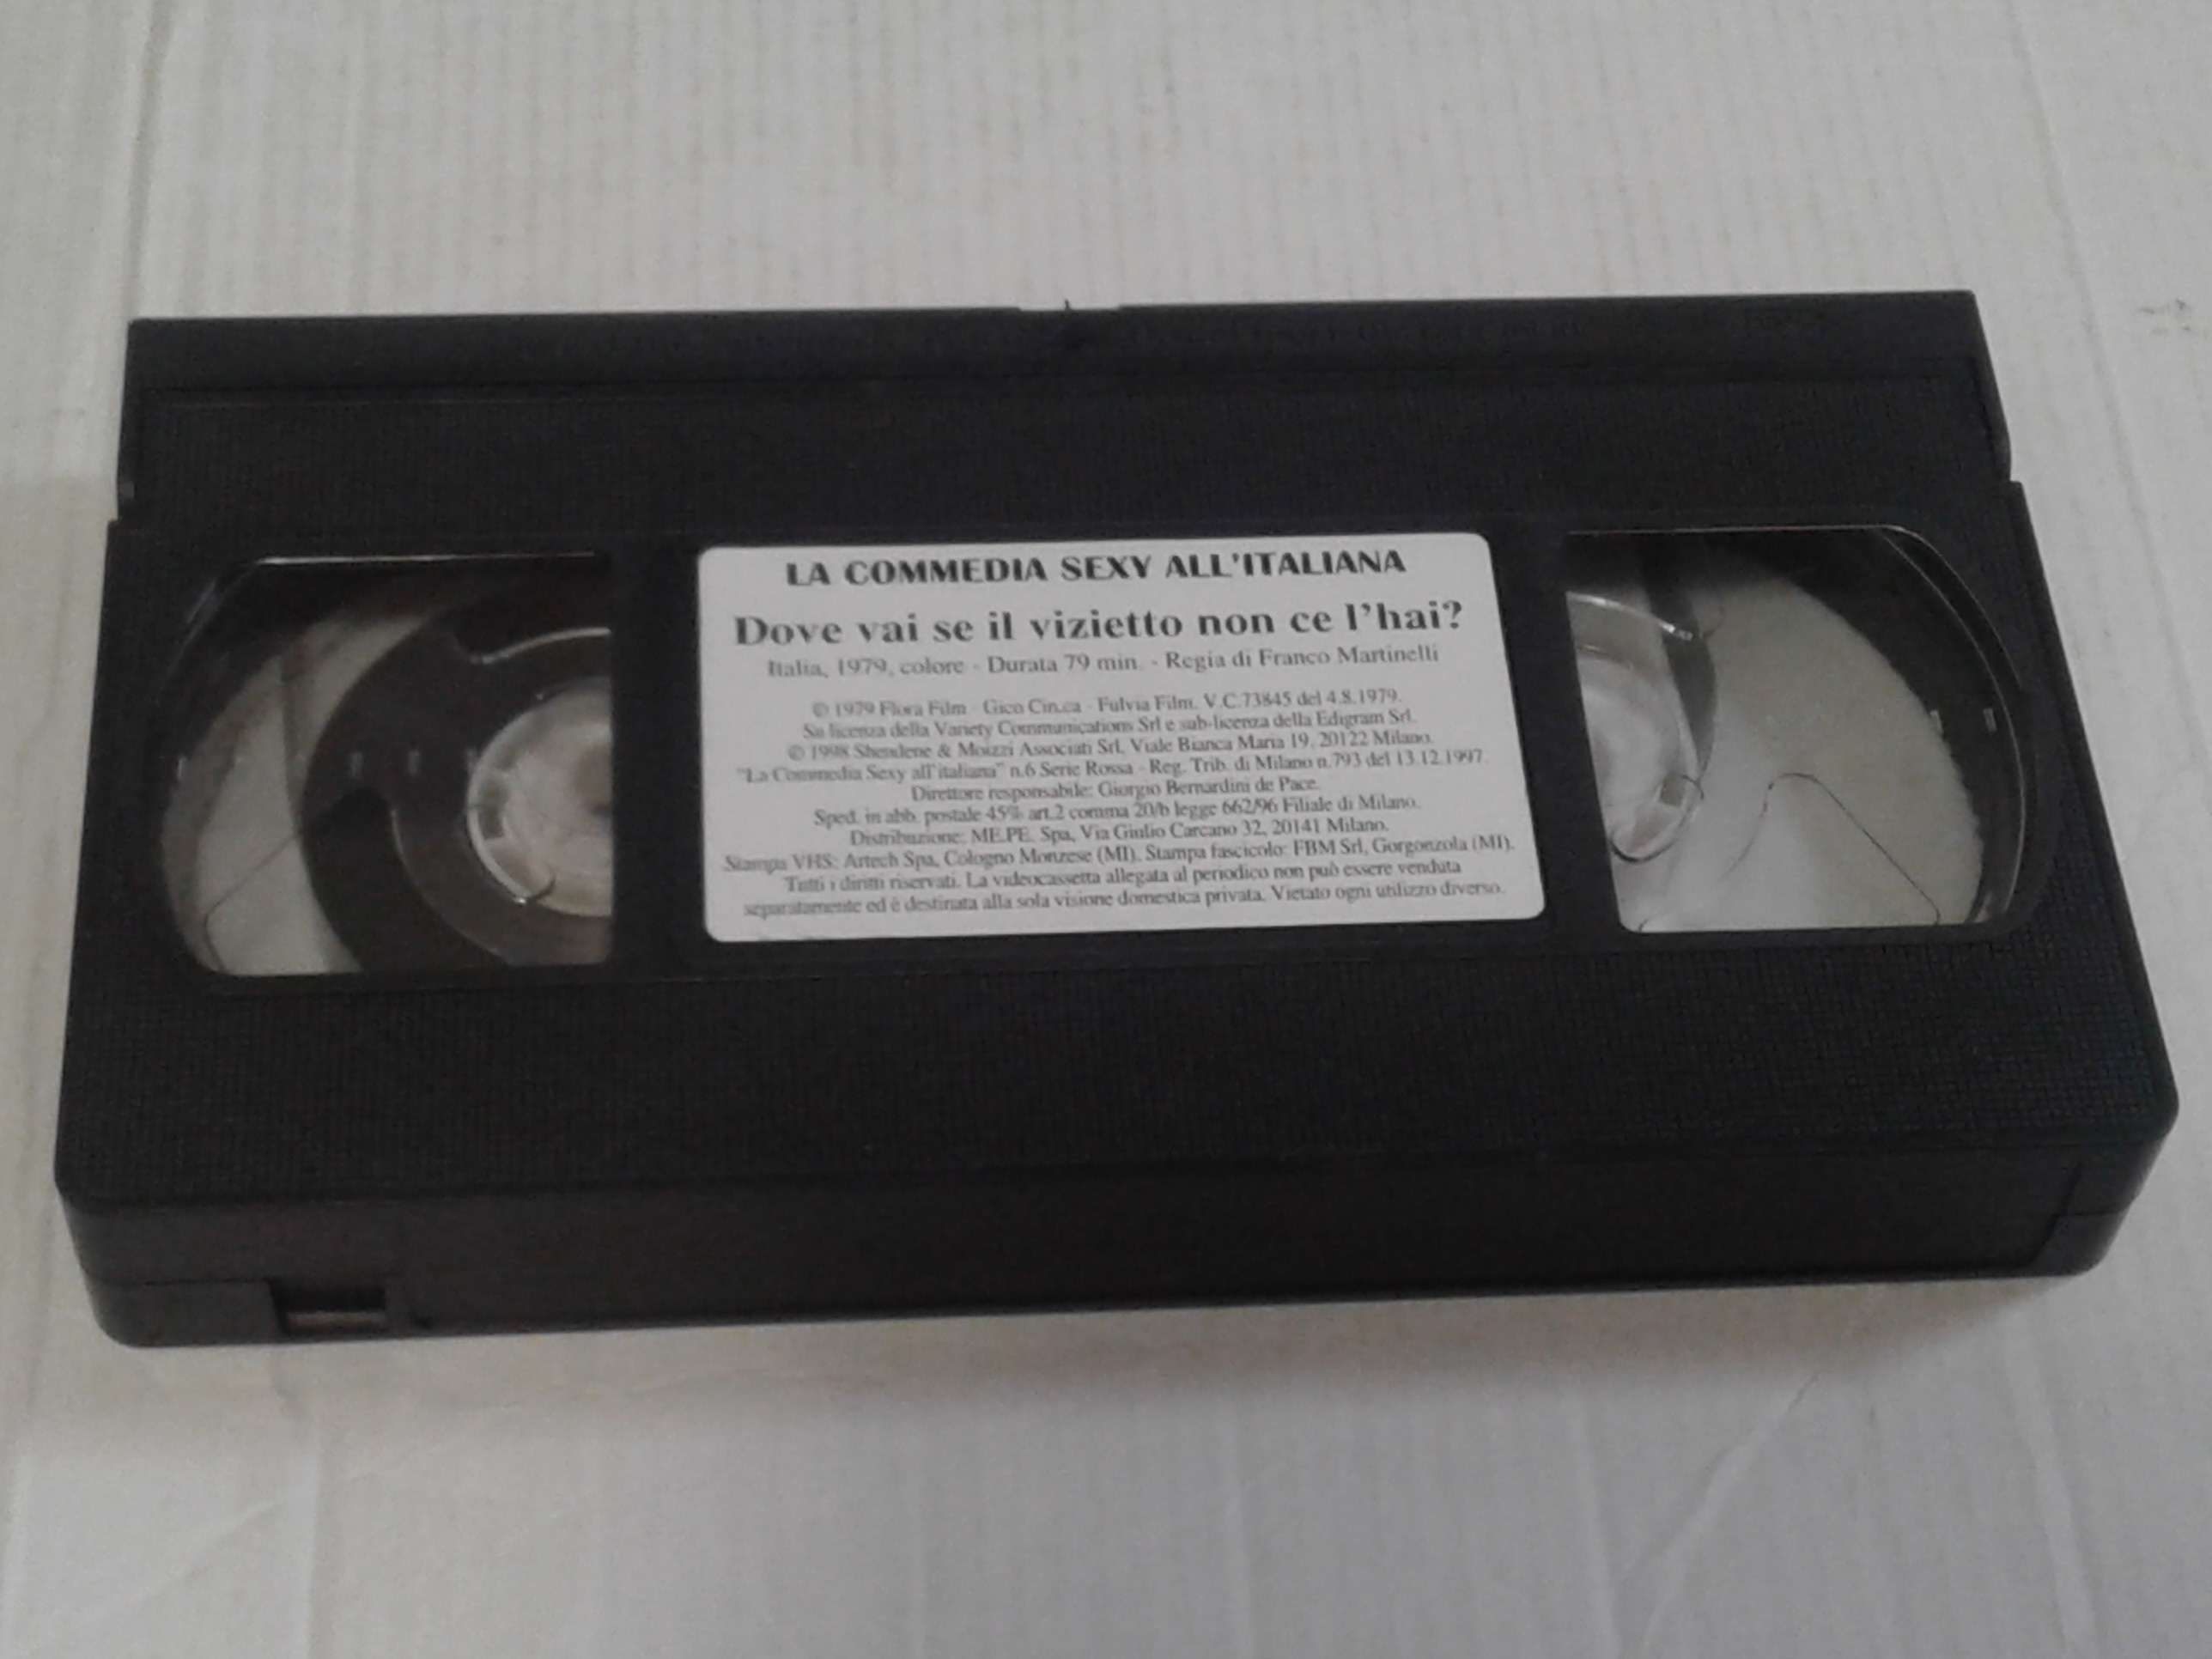 LA COMMEDIA SEXY ALL'ITALIANA
Dove vai se il vizietto non ce l'hai?
Italia, 1979, colore - Durata 79 min. - Regia di Franco Martinelli
© 1979 Flora Film - Gico Cin.ca - Fulvia Film. V.C.73845 del 4.8.1979.
Su licenza della Variety Communications Srl e sub-licenza della Edigram Srl.
© 1998 Shendene & Moizzi Associati Srl, Viale Bianca Maria 19, 20122 Milano.
"La Commedia Sexy all'italiana" n.6 Serie Rossa - Reg. Trib. di Milano n.793 del 13.12.1997.
Direttore responsabile: Giorgio Bernardini de Pace.
Sped. in abb. postale 45% art.2 comma 20/b legge 662/96 Filiale di Milano.
Distribuzione: ME.PE. Spa, Via Giulio Carcano 32, 20141 Milano.
Stampa VHS: Artech Spa, Cologno Monzese (MI). Stampa fascicolo: FBM Srl, Gorgonzola (MI).
Tutti i diritti riservati. La videocassetta allegata al periodico non può essere venduta
separatamente ed è destinata alla sola visione domestica privata. Vietato ogni utilizzo diverso.